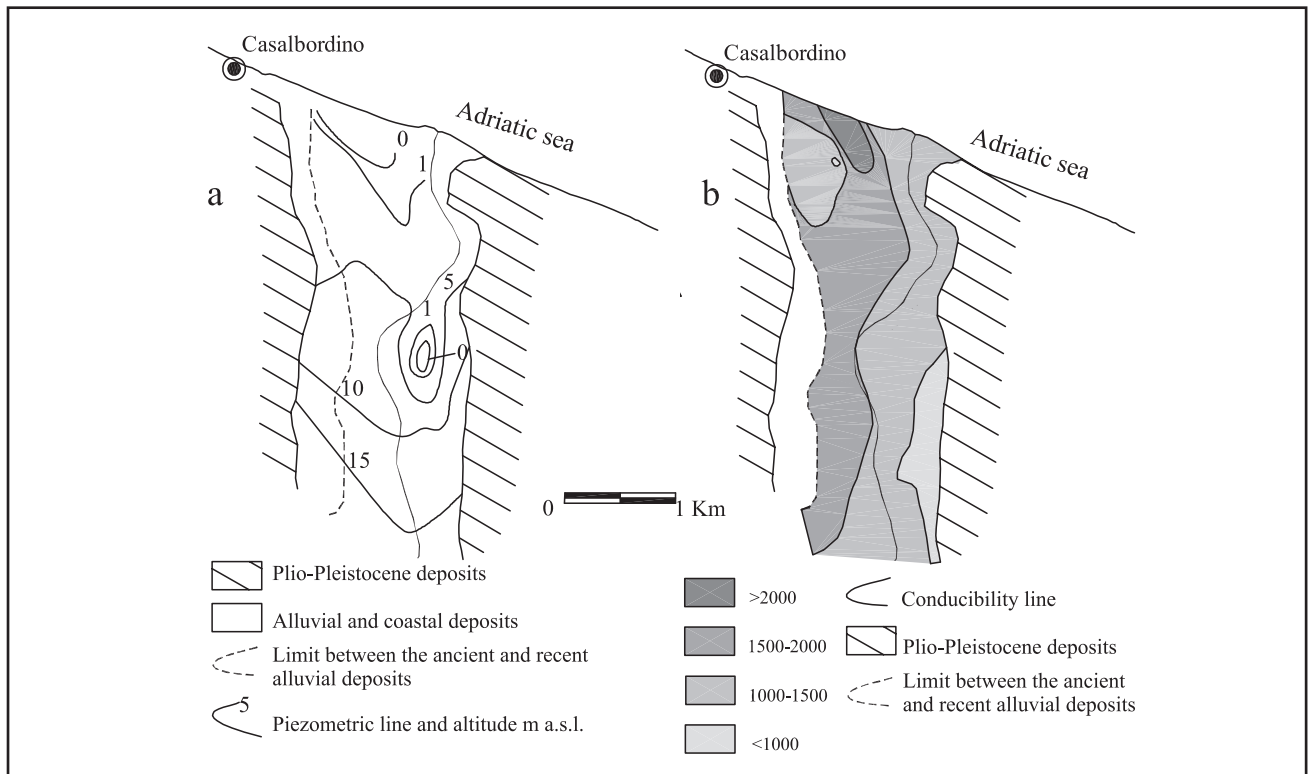 Casalbordino
Adriatic sea
a
0
1
5
1
0
10
15
Casalbordino
Adriatic sea
b
0 1 Km
Plio-Pleistocene deposits
Alluvial and coastal deposits
Limit between the ancient and recent
alluvial deposits
5
Piezometric line and altitude m a.s.l.
>2000
1500-2000
1000-1500
<1000
Conducibility line
Plio-Pleistocene deposits
Limit between the ancient
and recent alluvial deposits